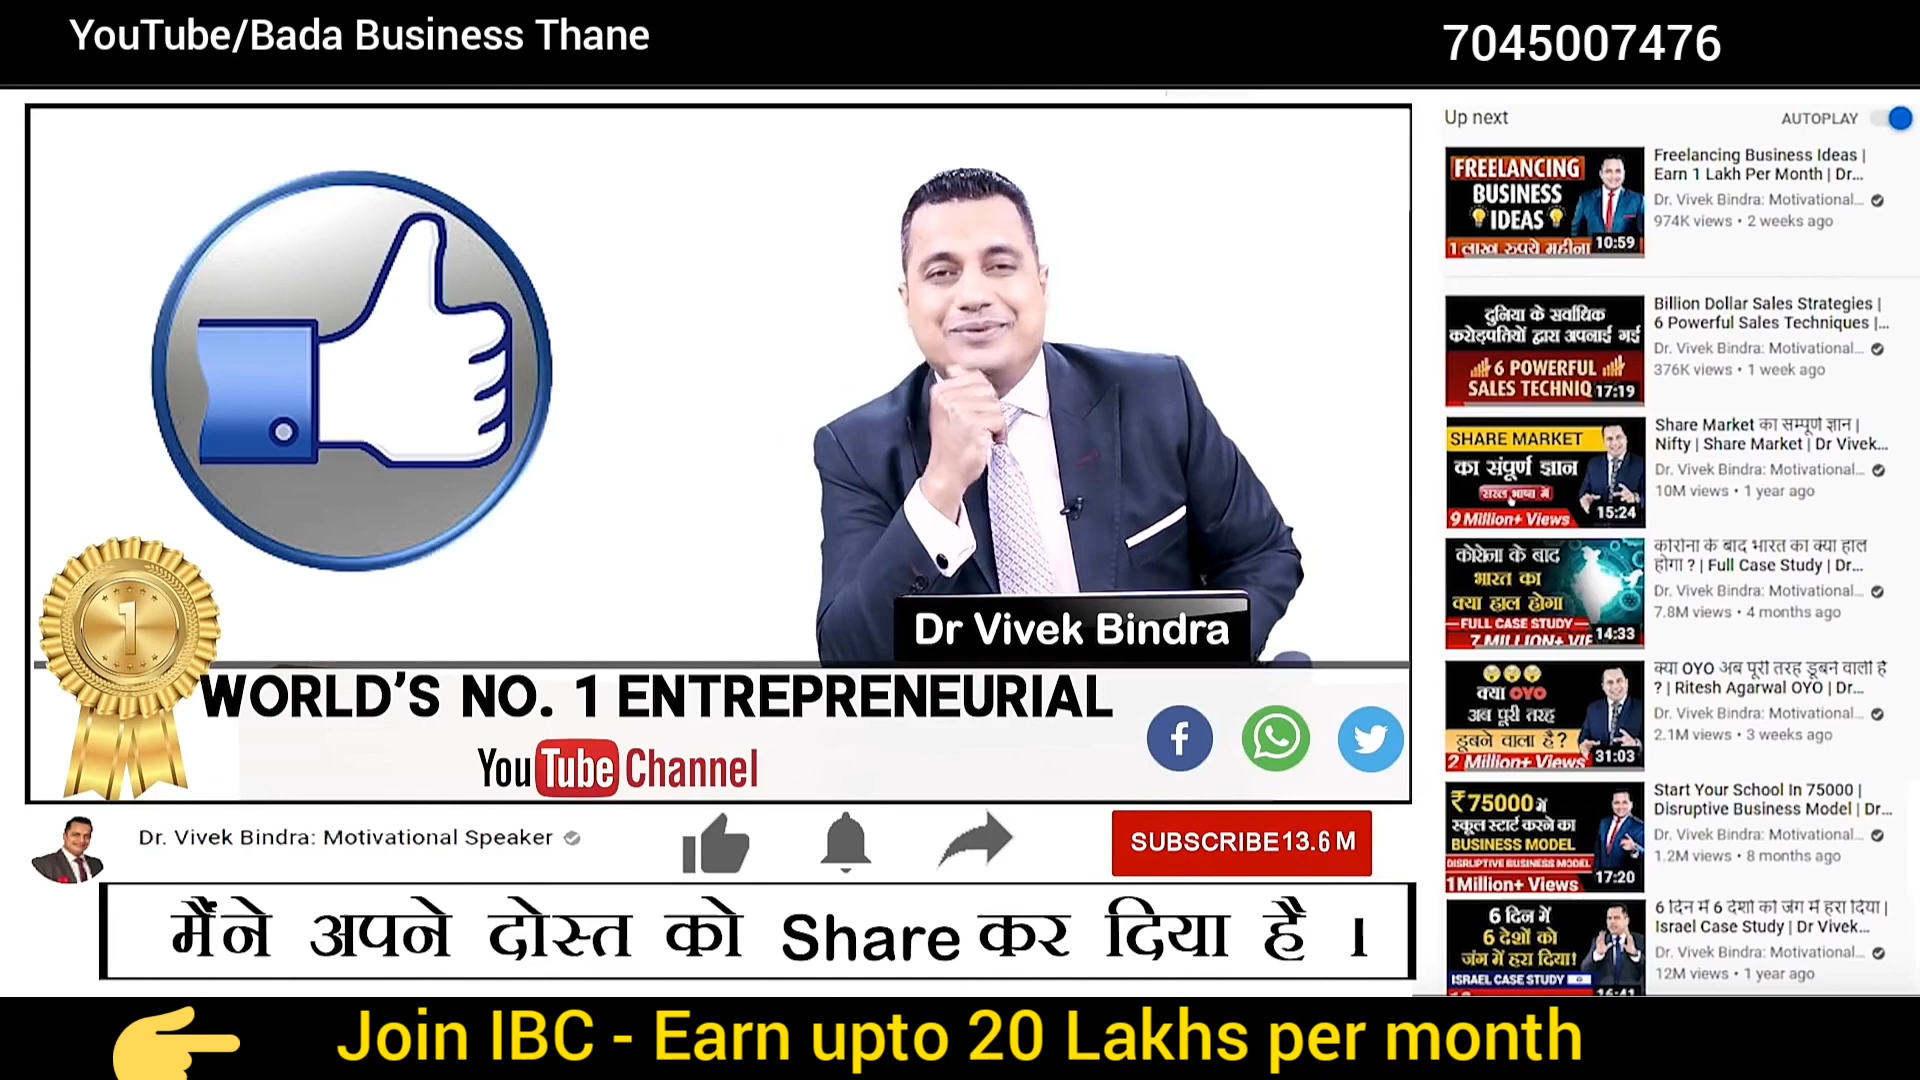 YouTube/Bada Business Thane
7045007476
1
Dr Vivek Bindra
WORLD'S NO. 1 ENTREPRENEURIAL
YouTube Channel
Dr. Vivek Bindra: Motivational Speaker
SUBSCRIBE 13.6 M
मैंने अपने दोस्त को Share कर दिया है ।
Up next
AUTOPLAY
FREELANCING
BUSINESS
IDEAS
1 लाख रुपये महीना
10:59
Freelancing Business Ideas |
Earn 1 Lakh Per Month | Dr...
Dr. Vivek Bindra: Motivational...
974K views • 2 weeks ago
दुनिया के सर्वाधिक
करोड़पतियों द्वारा अपनाई गई
6 POWERFUL
SALES TECHNIQ
17:19
Billion Dollar Sales Strategies |
6 Powerful Sales Techniques |...
Dr. Vivek Bindra: Motivational...
376K views • 1 week ago
SHARE MARKET
का संपूर्ण ज्ञान
सरल भाषा में
9 Million+ Views
15:24
Share Market का सम्पूर्ण ज्ञान |
Nifty | Share Market | Dr Vivek...
Dr. Vivek Bindra: Motivational...
10M views • 1 year ago
कोरोना के बाद
भारत का
क्या हाल होगा
FULL CASE STUDY
7 MILLION+ VIE
14:33
कोरोना के बाद भारत का क्या हाल
होगा ? | Full Case Study | Dr...
Dr. Vivek Bindra: Motivational...
7.8M views • 4 months ago
क्या OYO
अब पूरी तरह
डूबने वाला है?
2 Million+ Views
31:03
क्या OYO अब पूरी तरह डूबने वाली है
? | Ritesh Agarwal OYO | Dr...
Dr. Vivek Bindra: Motivational...
2.1M views • 3 weeks ago
₹75000 में
स्कूल स्टार्ट करने का
BUSINESS MODEL
DISRUPTIVE BUSINESS MODEL
1Million+ Views
17:20
Start Your School In 75000 |
Disruptive Business Model | Dr...
Dr. Vivek Bindra: Motivational...
1.2M views • 8 months ago
6 दिन में
6 देशों को
जंग में हरा दिया!
ISRAEL CASE STUDY
16:41
6 दिन में 6 देशों को जंग में हरा दिया |
Israel Case Study | Dr Vivek...
Dr. Vivek Bindra: Motivational...
12M views • 1 year ago
Join IBC - Earn upto 20 Lakhs per month